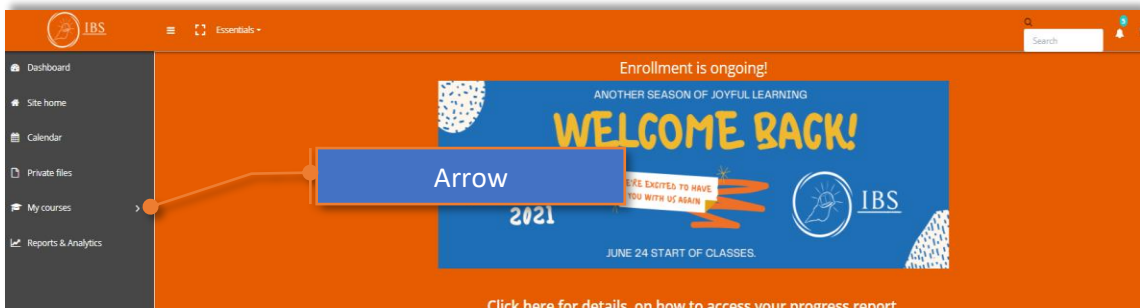 IBS
Essentials
Search
5
Dashboard
Site home
Calendar
Private files
My courses
Reports & Analytics
Enrollment is ongoing!
ANOTHER SEASON OF JOYFUL LEARNING
WELCOME BACK!
Arrow
EXCITED TO HAVE
YOU WITH US AGAIN
2021
IBS
JUNE 24 START OF CLASSES.
Click here for details, on how to access your progress report